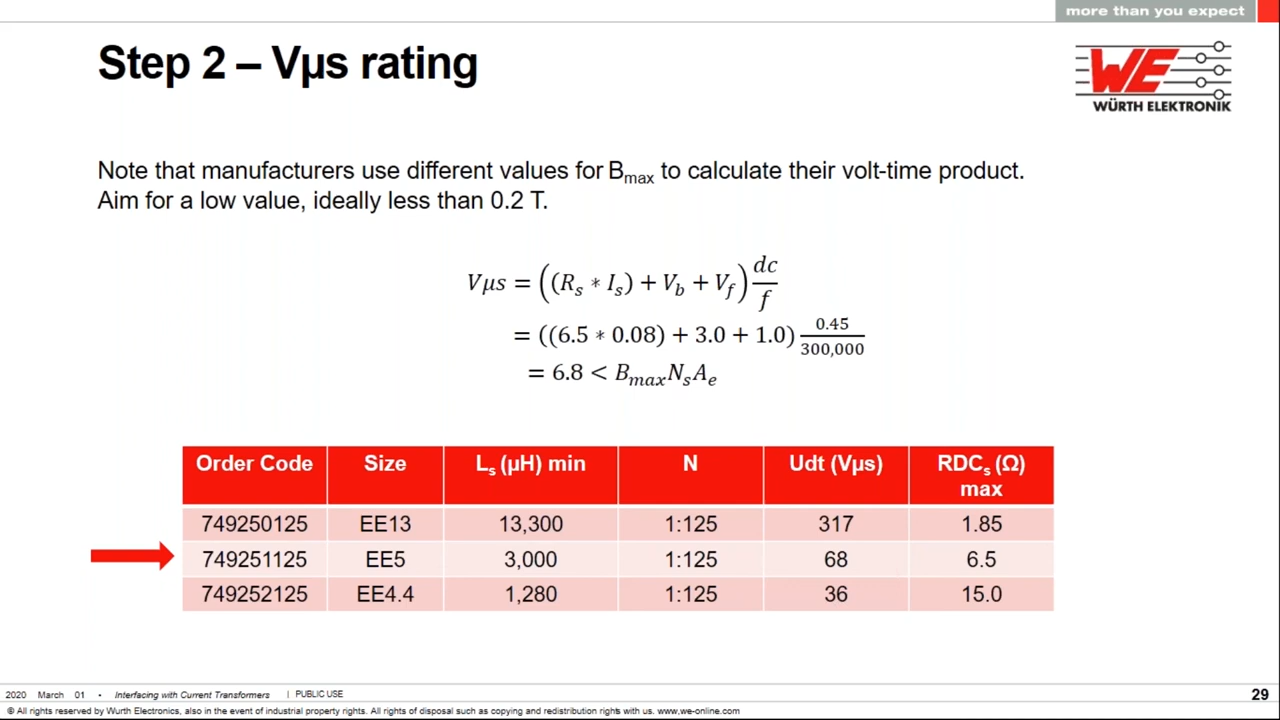 more than you expect
Step 2 – Vµs rating
WE
WÜRTH ELEKTRONIK
Note that manufacturers use different values for Bmax to calculate their volt-time product.
Aim for a low value, ideally less than 0.2 T.
Vµs = ((Rs * Is) + Vb + Vf) dc/f
= ((6.5 * 0.08) + 3.0 + 1.0) 0.45/300,000
= 6.8 < BmaxNsAe
Order Code Size Ls (µH) min N Udt (Vµs) RDCs (Ω) max
749250125 EE13 13,300 1:125 317 1.85
749251125 EE5 3,000 1:125 68 6.5
749252125 EE4.4 1,280 1:125 36 15.0
2020 March 01 • Interfacing with Current Transformers | PUBLIC USE 29
® All rights reserved by Wurth Electronics, also in the event of industrial property rights. All rights of disposal such as copying and redistribution rights with us. www,we-online.com